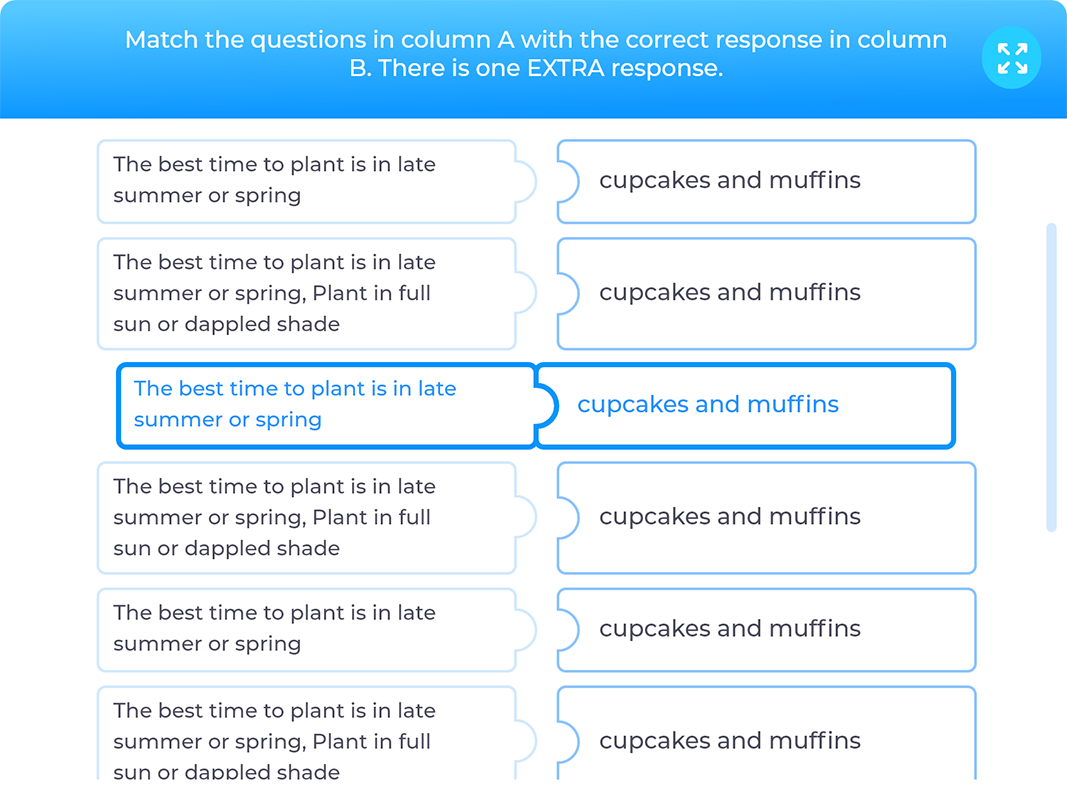 Match the questions in column A with the correct response in column
B. There is one EXTRA response.
The best time to plant is in late
summer or spring
cupcakes and muffins
The best time to plant is in late
summer or spring, Plant in full
sun or dappled shade
cupcakes and muffins
The best time to plant is in late
summer or spring
cupcakes and muffins
The best time to plant is in late
summer or spring, Plant in full
sun or dappled shade
cupcakes and muffins
The best time to plant is in late
summer or spring
cupcakes and muffins
The best time to plant is in late
summer or spring, Plant in full
sun or dappled shade
cupcakes and muffins